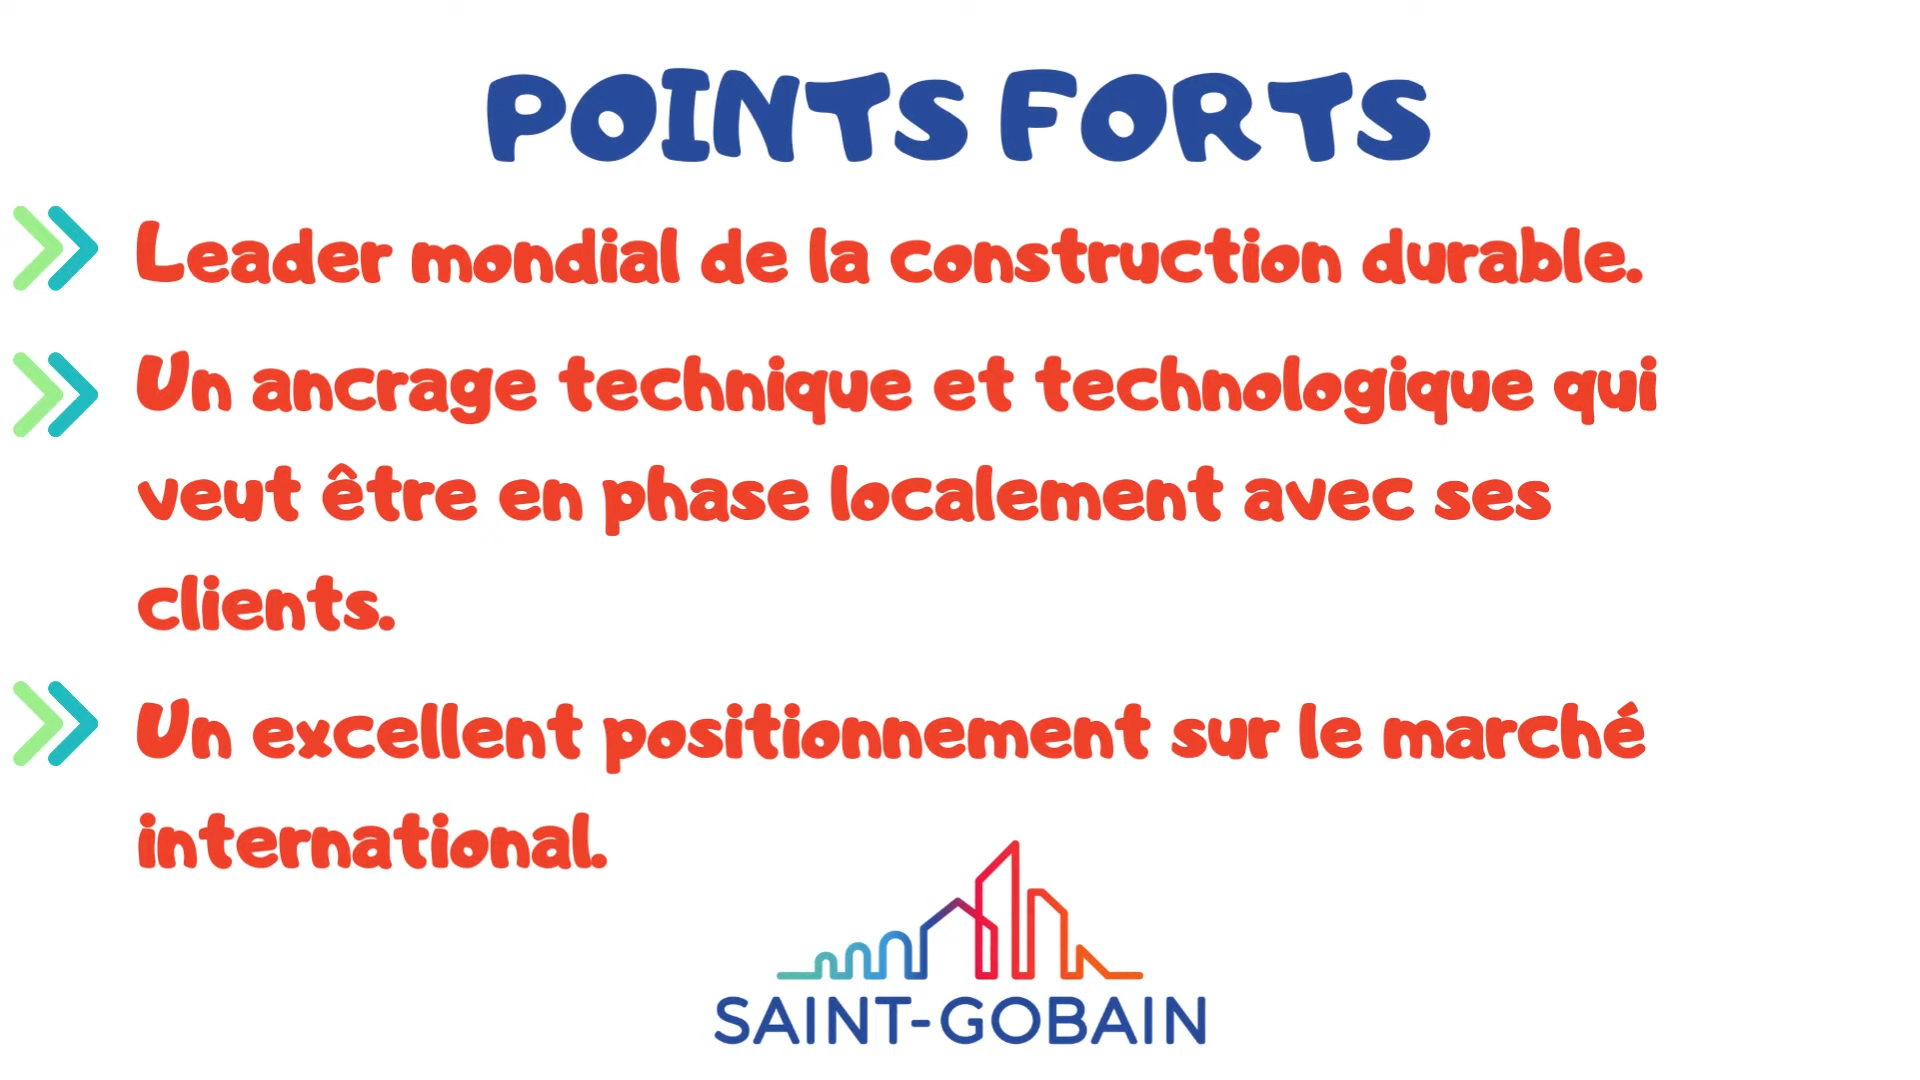 POINTS FORTS
Leader mondial de la construction durable.
Un ancrage technique et technologique qui
veut être en phase localement avec ses
clients.
Un excellent positionnement sur le marché
international.
SAINT-GOBAIN